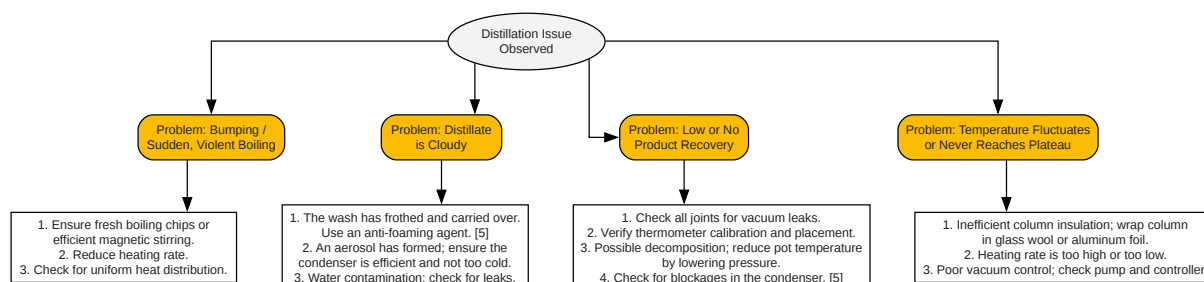 Distillation Issue
Observed
Problem: Bumping /
Sudden, Violent Boiling
Problem: Distillate
is Cloudy
Problem: Low or No
Product Recovery
Problem: Temperature Fluctuates
or Never Reaches Plateau
1. Ensure fresh boiling chips or
efficient magnetic stirring.
2. Reduce heating rate.
3. Check for uniform heat distribution.
1. The wash has frothed and carried over.
Use an anti-foaming agent. [5]
2. An aerosol has formed; ensure the
condenser is efficient and not too cold.
3. Water contamination; check for leaks.
1. Check all joints for vacuum leaks.
2. Verify thermometer calibration and placement.
3. Possible decomposition; reduce pot temperature
by lowering pressure.
4. Check for blockages in the condenser. [5]
1. Inefficient column insulation; wrap column
in glass wool or aluminum foil.
2. Heating rate is too high or too low.
3. Poor vacuum control; check pump and controller